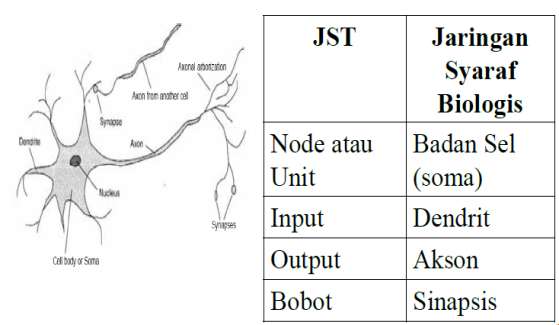 Axonal arborization
Axon from another cell
Synapse
Dendrite
Axon
Nucleus
Synapses
Cell body or Soma
JST
Jaringan
Syaraf
Biologis
Node atau
Unit
Badan Sel
(soma)
Input
Dendrit
Output
Akson
Bobot
Sinapsis